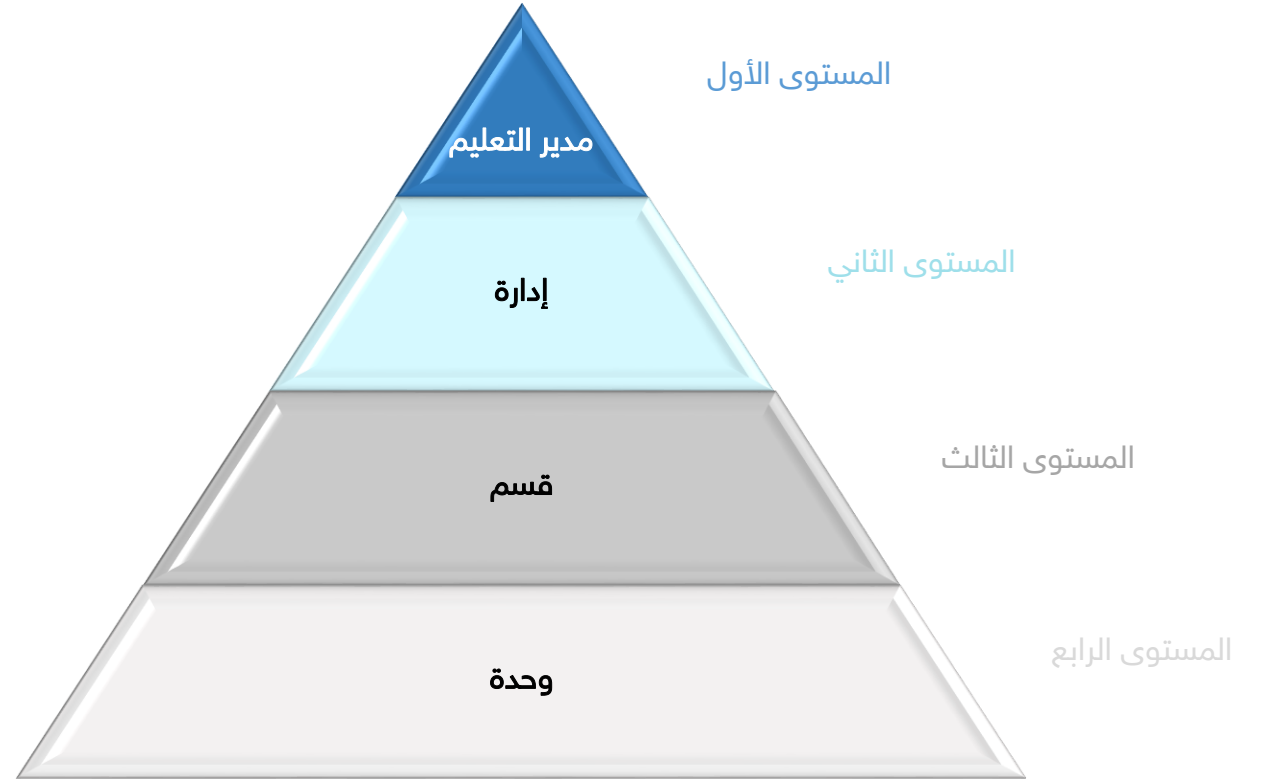 المستوى الأول
مدير التعليم
المستوى الثاني
إدارة
المستوى الثالث
قسم
المستوى الرابع
وحدة